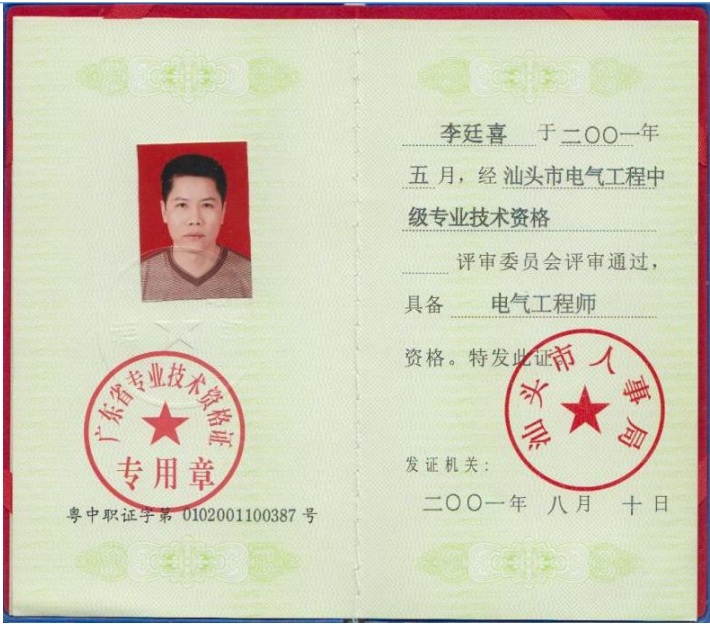 广东省专业技术资格证
专用章
粤中职证字第 0102001100387 号
李廷喜 于二〇〇一年
五月，经 汕头市电气工程中
级专业技术资格
评审委员会评审通过，
具备 电气工程师
资格。特发此证。
汕头市人事局
发证机关：
二〇〇一年 八月 十日